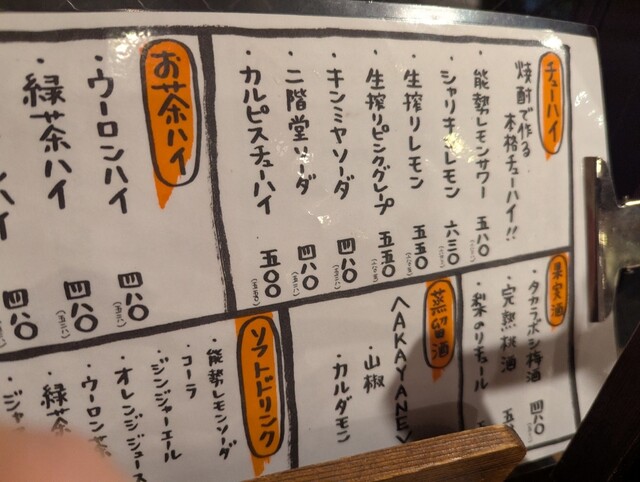 チューハイ
焼酎で作る
本格チューハイ!!
・能勢レモンサワー 五八〇
・シャリキンレモン 六三〇
・生搾りレモン 五五〇
・生搾りピンクグレープ 五五〇
・キンミヤソーダ 四八〇
・二階堂ソーダ 四八〇
・カルピスチューハイ 五〇〇
お茶ハイ
・ウーロンハイ 四八〇
・緑茶ハイ 四八〇
ハイ 四八〇
果実酒
・タカラボシ梅酒 四八〇
・完熟桃酒 五
・梨のリキュール 五
蒸留酒
<AKAYANE>
・山椒
・カルダモン
ソフトドリンク
・能勢レモンソーダ
・コーラ
・ジンジャーエール
・オレンジジュース
・ウーロン茶
・緑茶
・ジャ